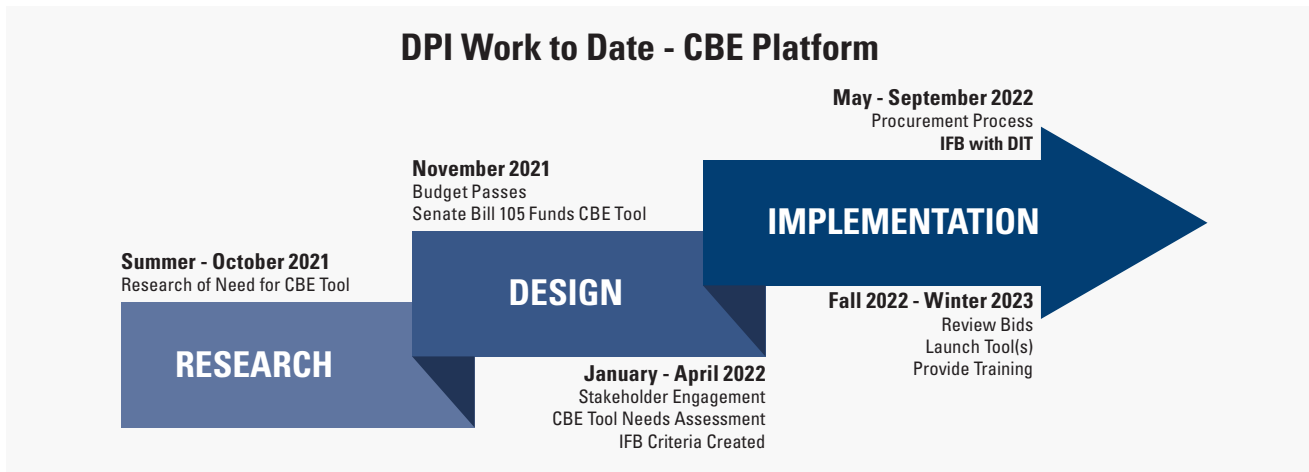 DPI Work to Date - CBE Platform
Summer - October 2021
Research of Need for CBE Tool
RESEARCH
November 2021
Budget Passes
Senate Bill 105 Funds CBE Tool
DESIGN
January - April 2022
Stakeholder Engagement
CBE Tool Needs Assessment
IFB Criteria Created
May - September 2022
Procurement Process
IFB with DIT
IMPLEMENTATION
Fall 2022 - Winter 2023
Review Bids
Launch Tool(s)
Provide Training